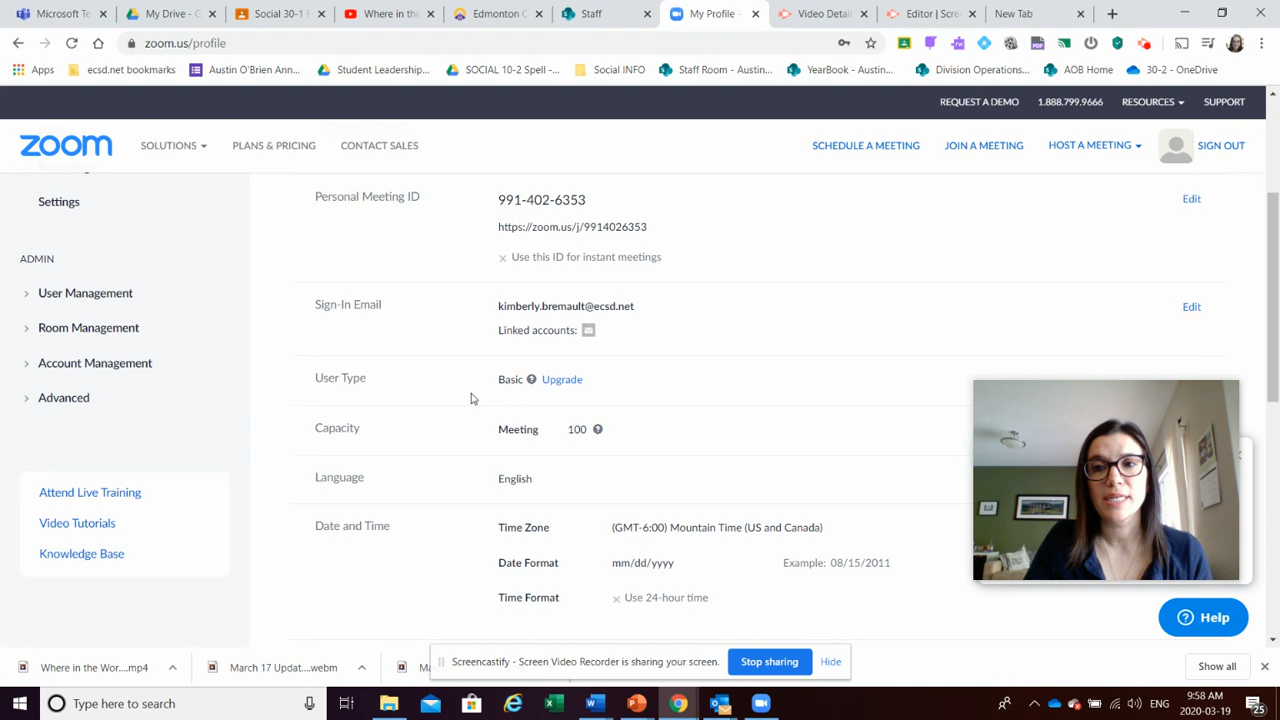 Microsoft Te
My Drive - G
Social 30-1 E
Where in the
Edmonton C
Staff
My Profile -
Video Detail
Editor | Scre
New Tab
zoom.us/profile
Apps
ecsd.net bookmarks
Austin O'Brien Ann...
Student Leadership...
SOCIAL 10-2 Spell -...
Social INFO
Staff Room - Austin...
YearBook - Austin...
Division Operations...
AOB Home
30-2 - OneDrive
REQUEST A DEMO
1.888.799.9666
RESOURCES
SUPPORT
zoom
SOLUTIONS
PLANS & PRICING
CONTACT SALES
SCHEDULE A MEETING
JOIN A MEETING
HOST A MEETING
SIGN OUT
Settings
ADMIN
User Management
Room Management
Account Management
Advanced
Attend Live Training
Video Tutorials
Knowledge Base
Personal Meeting ID
991-402-6353
Edit
https://zoom.us/j/9914026353
Use this ID for instant meetings
Sign-In Email
kimberly.bremault@ecsd.net
Edit
Linked accounts:
User Type
Basic
Upgrade
Capacity
Meeting
100
Language
English
Date and Time
Time Zone
(GMT-6:00) Mountain Time (US and Canada)
Date Format
mm/dd/yyyy
Example: 08/15/2011
Time Format
Use 24-hour time
Help
Where in the Wor....mp4
March 17 Updat....webm
Screencastify - Screen Video Recorder is sharing your screen.
Stop sharing
Hide
Show all
Type here to search
ENG
9:58 AM
2020-03-19
25